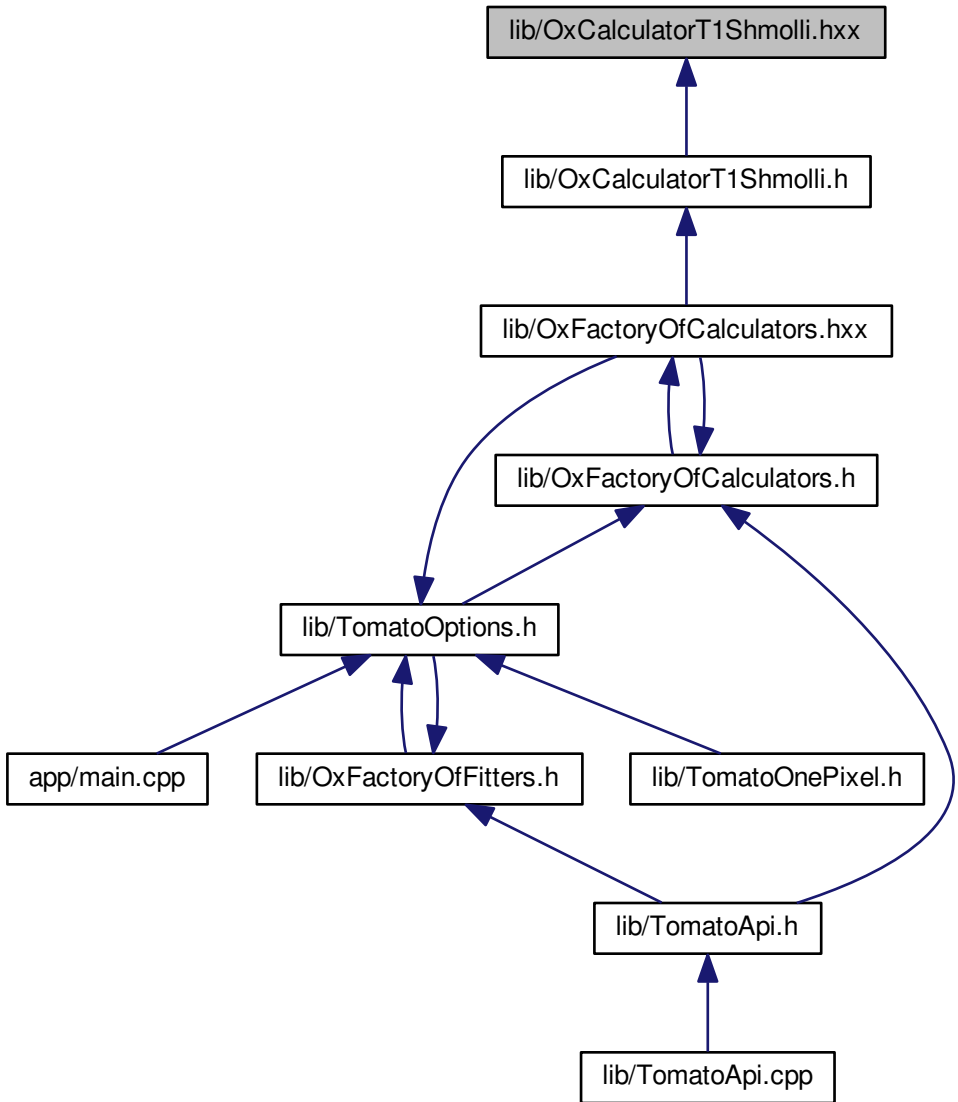 lib/OxCalculatorT1Shmolli.hxx
lib/OxCalculatorT1Shmolli.h
lib/OxFactoryOfCalculators.hxx
lib/OxFactoryOfCalculators.h
lib/TomatoOptions.h
app/main.cpp
lib/OxFactoryOfFitters.h
lib/TomatoOnePixel.h
lib/TomatoApi.h
lib/TomatoApi.cpp